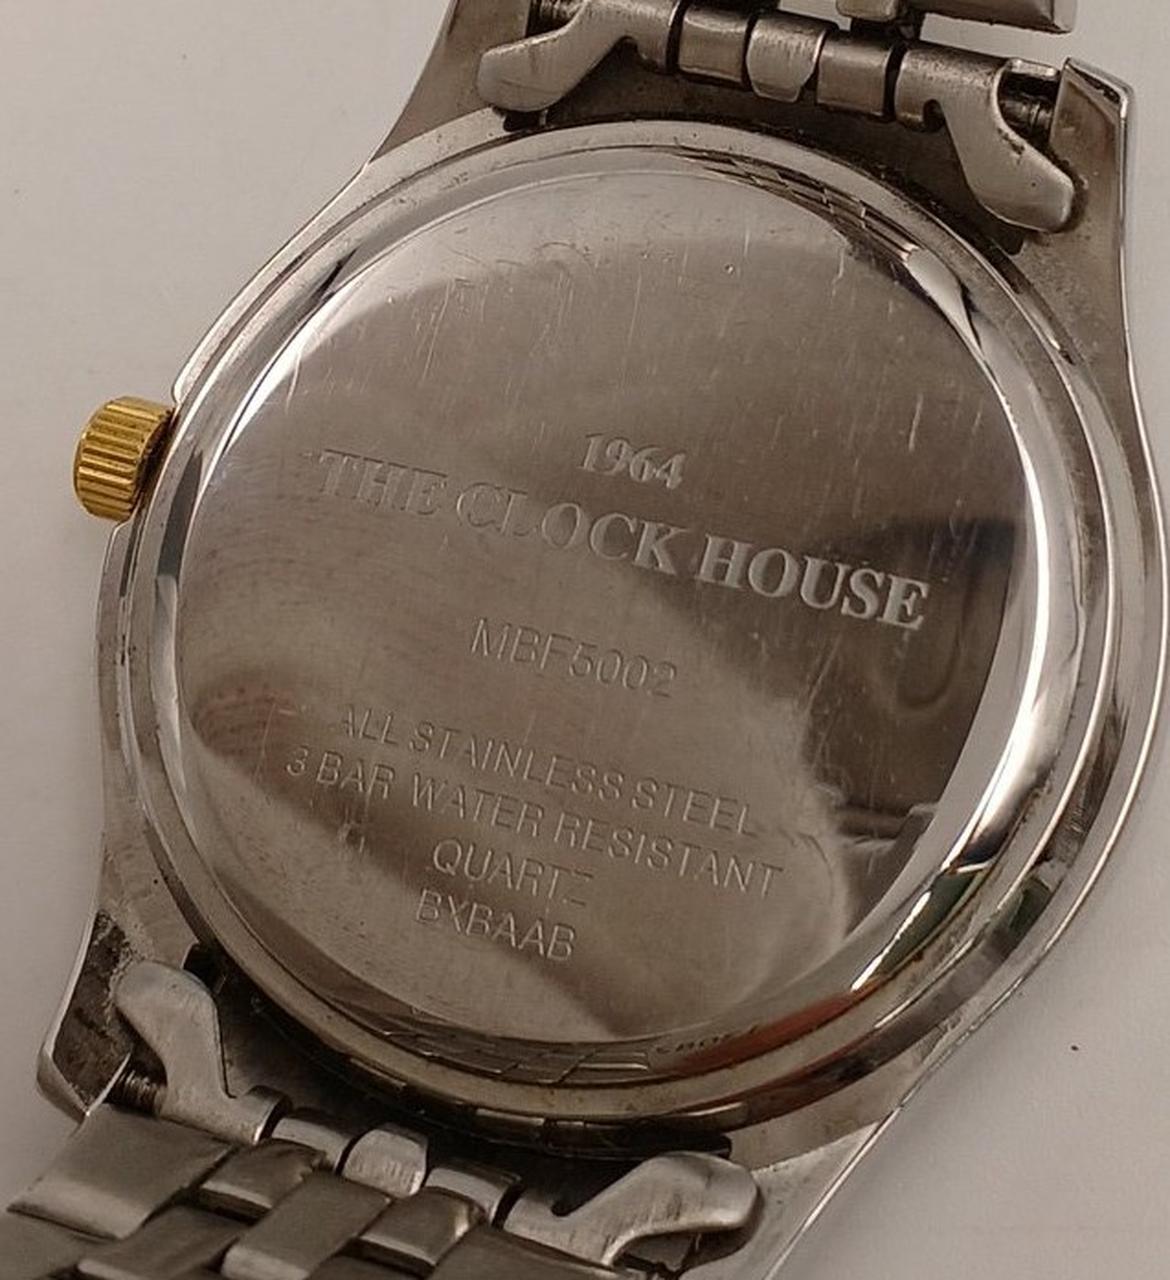 1964
THE CLOCK HOUSE
MBF5002
ALL STAINLESS STEEL
3 BAR WATER RESISTANT
QUARTZ
BXBAAB